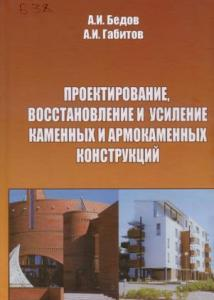 А.И. Бедов
А.И. Габитов
ПРОЕКТИРОВАНИЕ,
ВОССТАНОВЛЕНИЕ И УСИЛЕНИЕ
КАМЕННЫХ И АРМОКАМЕННЫХ
КОНСТРУКЦИЙ